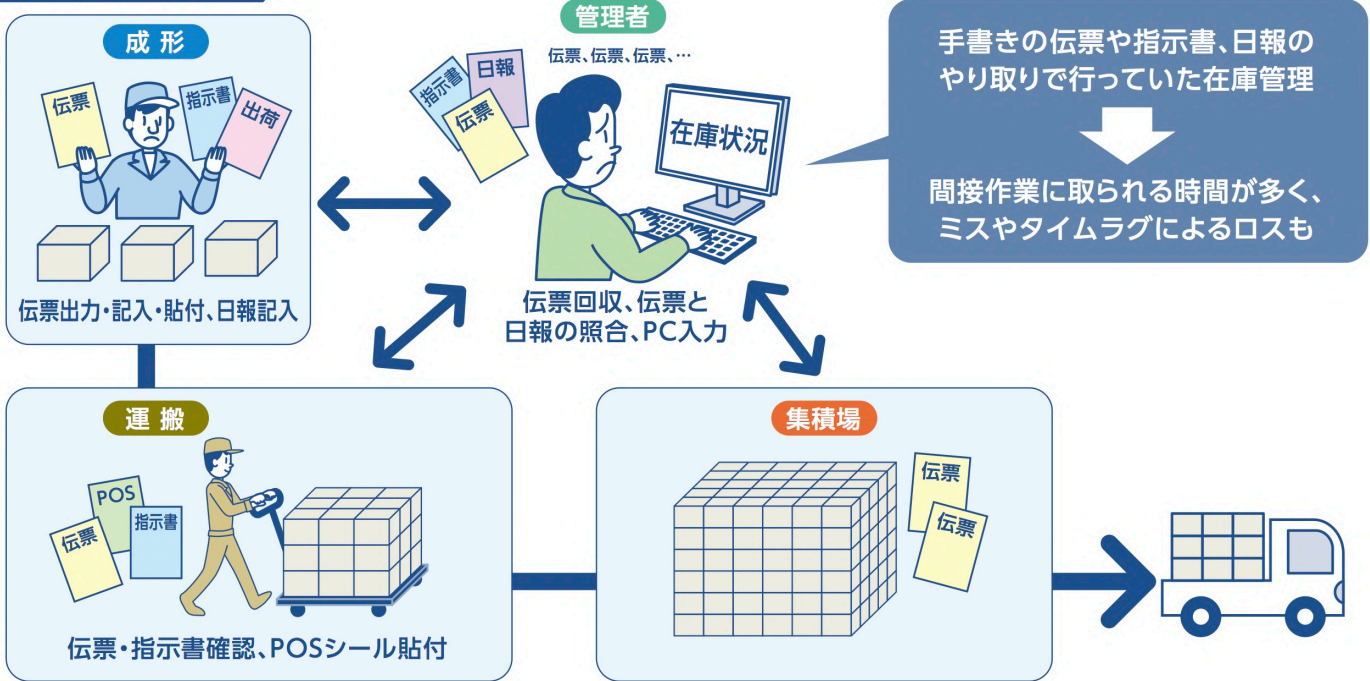 成形
伝票
指示書
出荷
伝票出力・記入・貼付、日報記入
管理者
伝票、伝票、伝票、…
指示書
日報
伝票
在庫状況
伝票回収、伝票と
日報の照合、PC入力
手書きの伝票や指示書、日報の
やり取りで行っていた在庫管理
間接作業に取られる時間が多く、
ミスやタイムラグによるロスも
運搬
POS
伝票
指示書
伝票・指示書確認、POSシール貼付
集積場
伝票
伝票